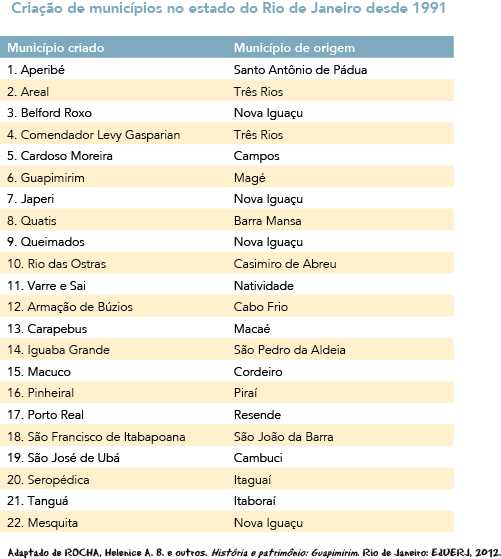 Criação de municípios no estado do Rio de Janeiro desde 1991
Município criado Município de origem
1. Aperibé Santo Antônio de Pádua
2. Areal Três Rios
3. Belford Roxo Nova Iguaçu
4. Comendador Levy Gasparian Três Rios
5. Cardoso Moreira Campos
6. Guapimirim Magé
7. Japeri Nova Iguaçu
8. Quatis Barra Mansa
9. Queimados Nova Iguaçu
10. Rio das Ostras Casimiro de Abreu
11. Varre e Sai Natividade
12. Armação de Búzios Cabo Frio
13. Carapebus Macaé
14. Iguaba Grande São Pedro da Aldeia
15. Macuco Cordeiro
16. Pinheiral Piraí
17. Porto Real Resende
18. São Francisco de Itabapoana São João da Barra
19. São José de Ubá Cambuci
20. Seropédica Itaguaí
21. Tanguá Itaboraí
22. Mesquita Nova Iguaçu
Adaptado de ROCHA, Helenice A. B. e outros. História e patrimônio: Guapimirim. Rio de Janeiro: EdUERJ, 2012.